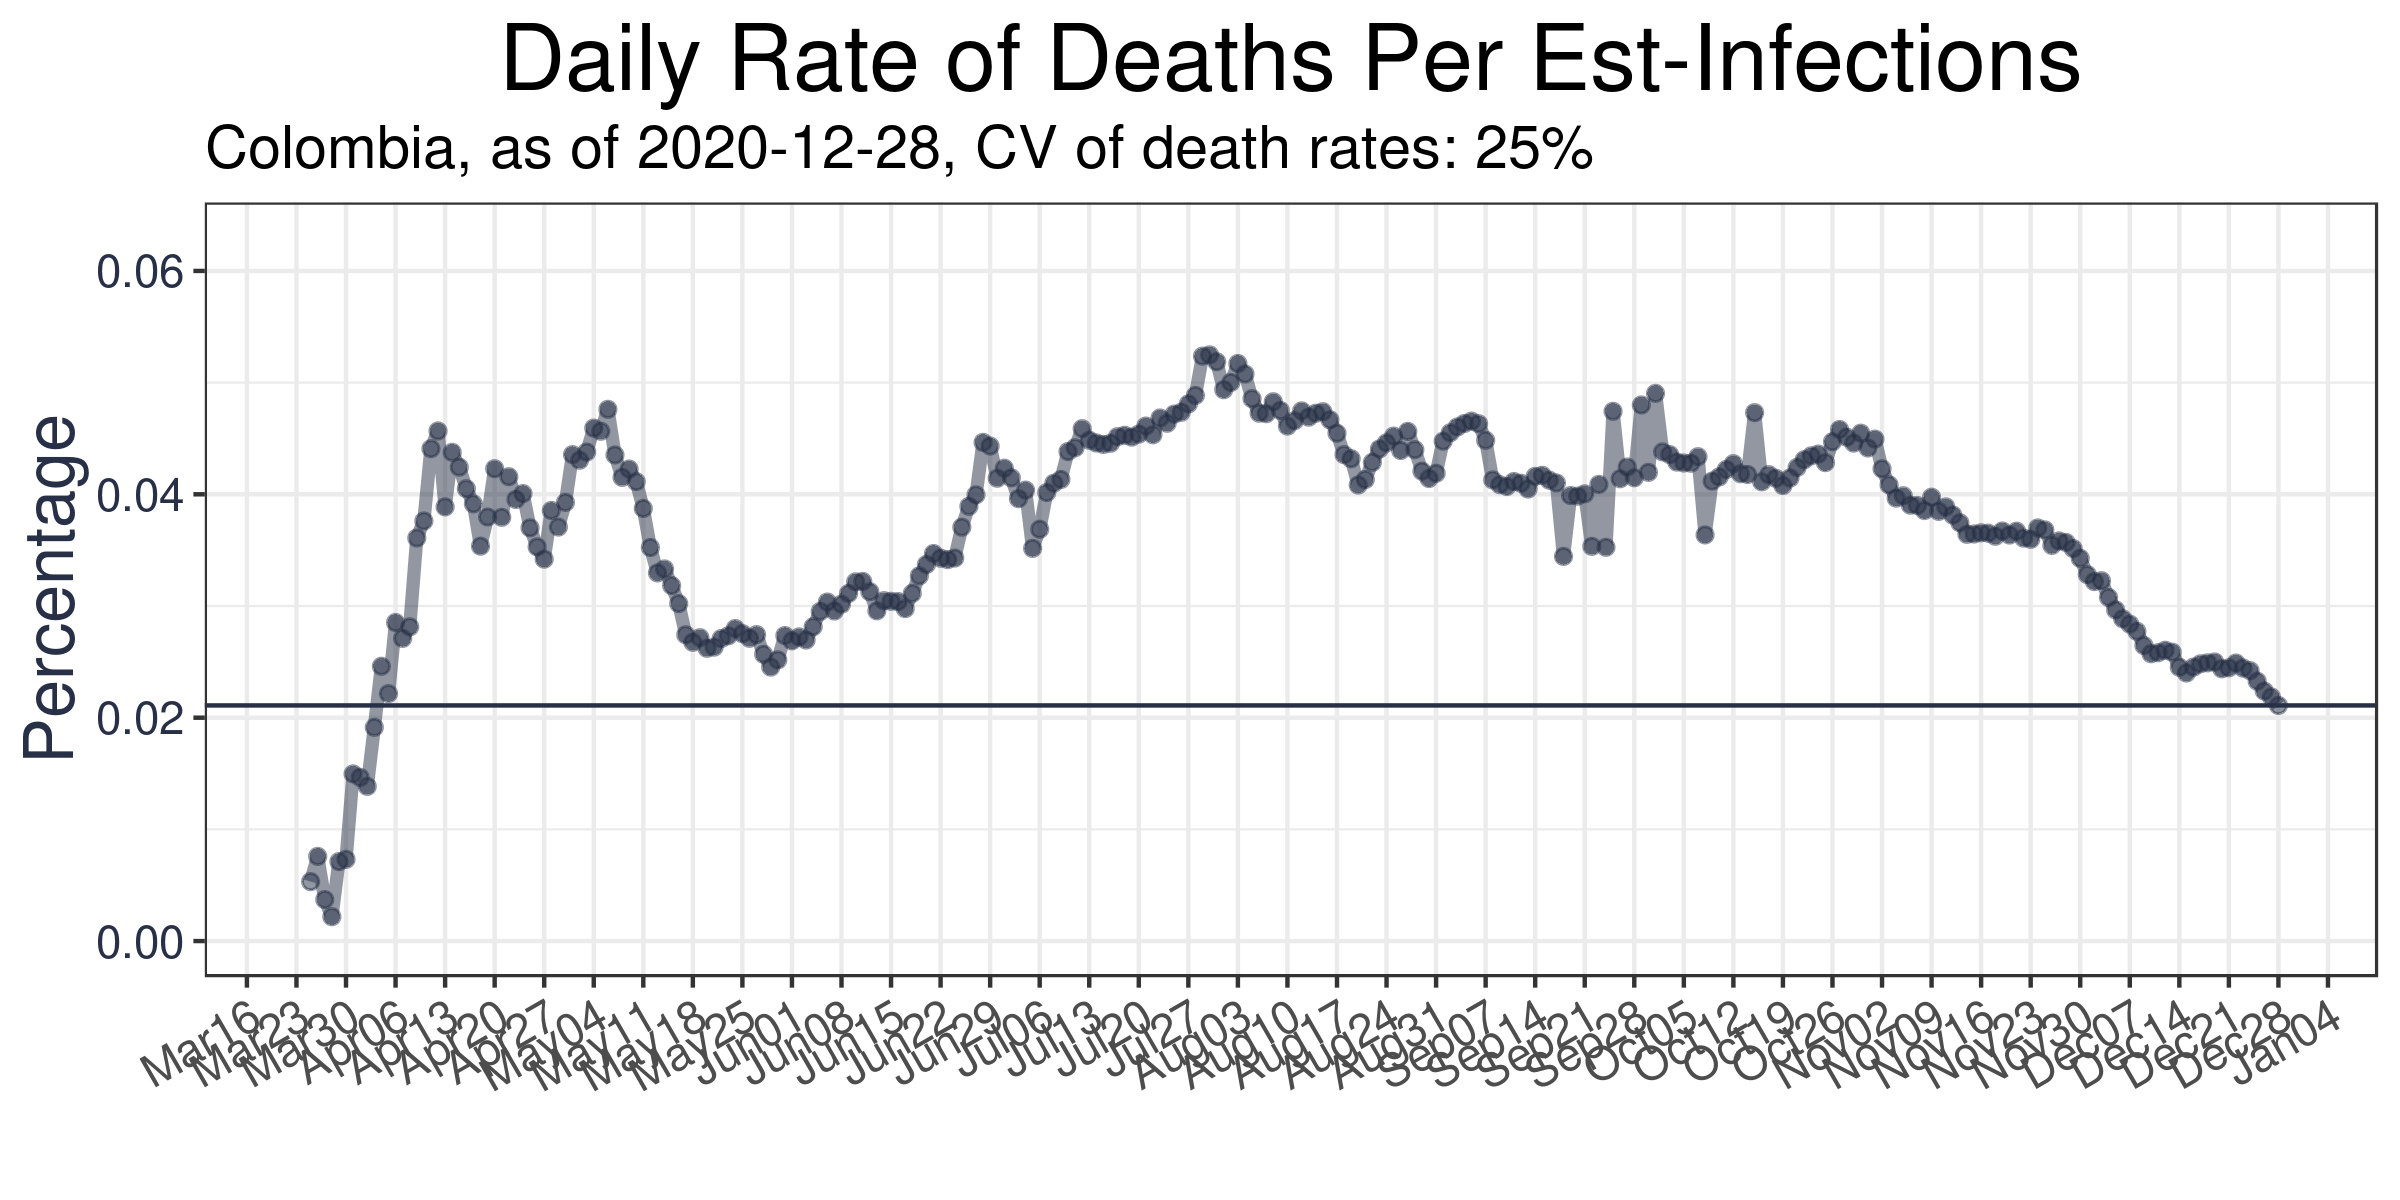 Daily Rate of Deaths Per Est-Infections
Colombia, as of 2020-12-28, CV of death rates: 25%
Percentage
0.06
0.04
0.02
0.00
Mar16
Mar23
Mar30
Apr06
Apr13
Apr20
Apr27
May04
May11
May18
May25
Jun01
Jun08
Jun15
Jun22
Jun29
Jul06
Jul13
Jul20
Jul27
Aug03
Aug10
Aug17
Aug24
Aug31
Sep07
Sep14
Sep21
Sep28
Oct05
Oct12
Oct19
Oct26
Nov02
Nov09
Nov16
Nov23
Nov30
Dec07
Dec14
Dec21
Dec28
Jan04